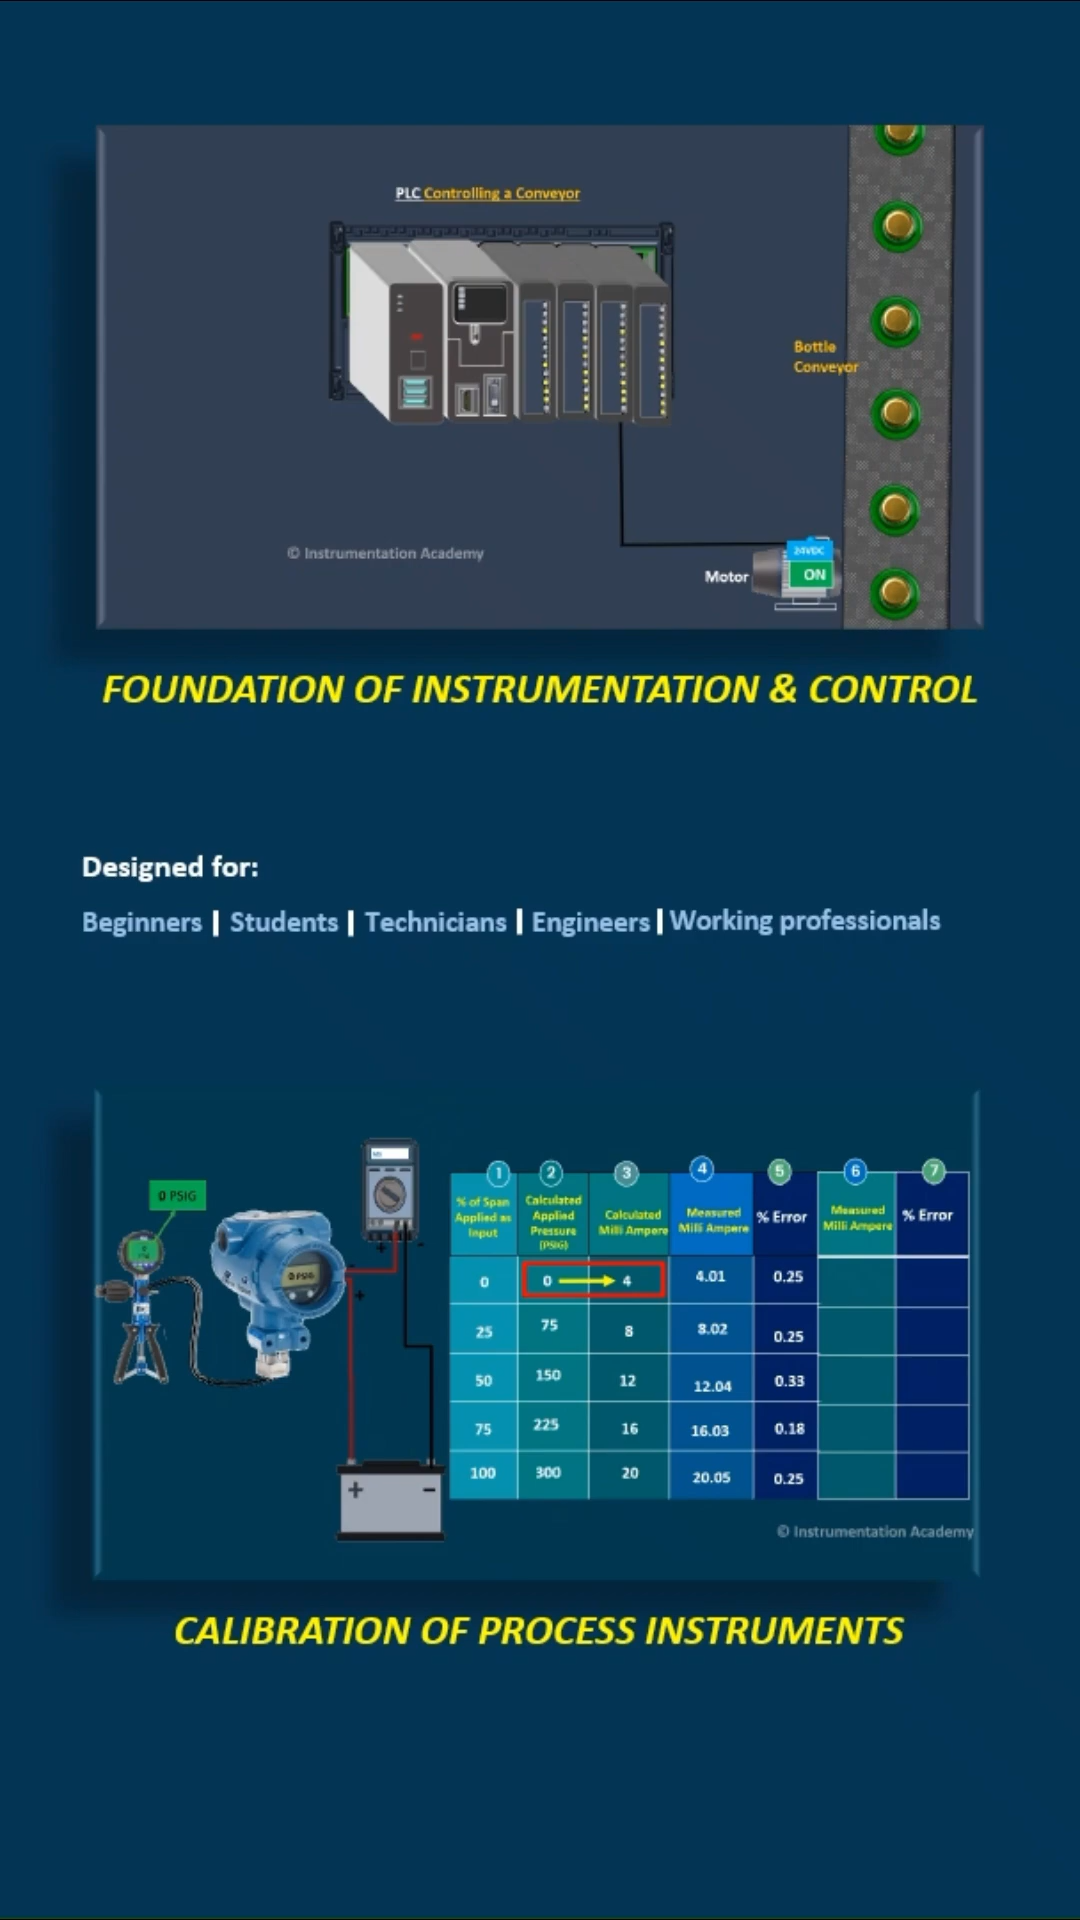 PLC Controlling a Conveyor
Bottle
Conveyor
© Instrumentation Academy
24VDC
Motor
ON
FOUNDATION OF INSTRUMENTATION & CONTROL
Designed for:
Beginners | Students | Technicians | Engineers | Working professionals
0 PSIG
0 PSIG
1 2 3 4 5 6 7
% of Span Applied as Input
Calculated Applied Pressure (PSIG)
Calculated Milli Ampere
Measured Milli Ampere
% Error
Measured Milli Ampere
% Error
0 0 4 4.01 0.25
25 75 8 8.02 0.25
50 150 12 12.04 0.33
75 225 16 16.03 0.18
100 300 20 20.05 0.25
+ -
© Instrumentation Academy
CALIBRATION OF PROCESS INSTRUMENTS